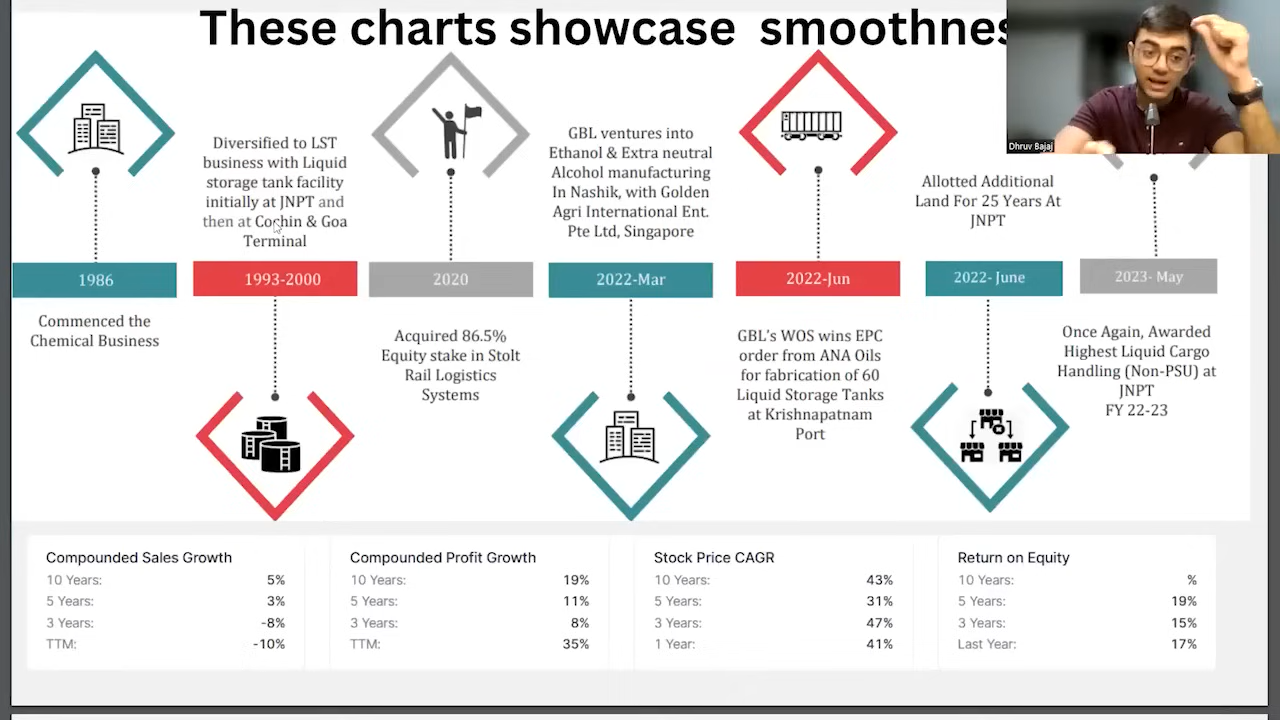 These charts showcase smoothnes
Dhruv Bajaj
Diversified to LST
business with Liquid
storage tank facility
initially at JNPT and
then at Cochin & Goa
Terminal
GBL ventures into
Ethanol & Extra neutral
Alcohol manufacturing
In Nashik, with Golden
Agri International Ent.
Pte Ltd, Singapore
Allotted Additional
Land For 25 Years At
JNPT
1986
1993-2000
2020
2022-Mar
2022-Jun
2022- June
2023- May
Commenced the
Chemical Business
Acquired 86.5%
Equity stake in Stolt
Rail Logistics
Systems
GBL's WOS wins EPC
order from ANA Oils
for fabrication of 60
Liquid Storage Tanks
at Krishnapatnam
Port
Once Again, Awarded
Highest Liquid Cargo
Handling (Non-PSU) at
JNPT
FY 22-23
Compounded Sales Growth
10 Years: 5%
5 Years: 3%
3 Years: -8%
TTM: -10%
Compounded Profit Growth
10 Years: 19%
5 Years: 11%
3 Years: 8%
TTM: 35%
Stock Price CAGR
10 Years: 43%
5 Years: 31%
3 Years: 47%
1 Year: 41%
Return on Equity
10 Years: %
5 Years: 19%
3 Years: 15%
Last Year: 17%